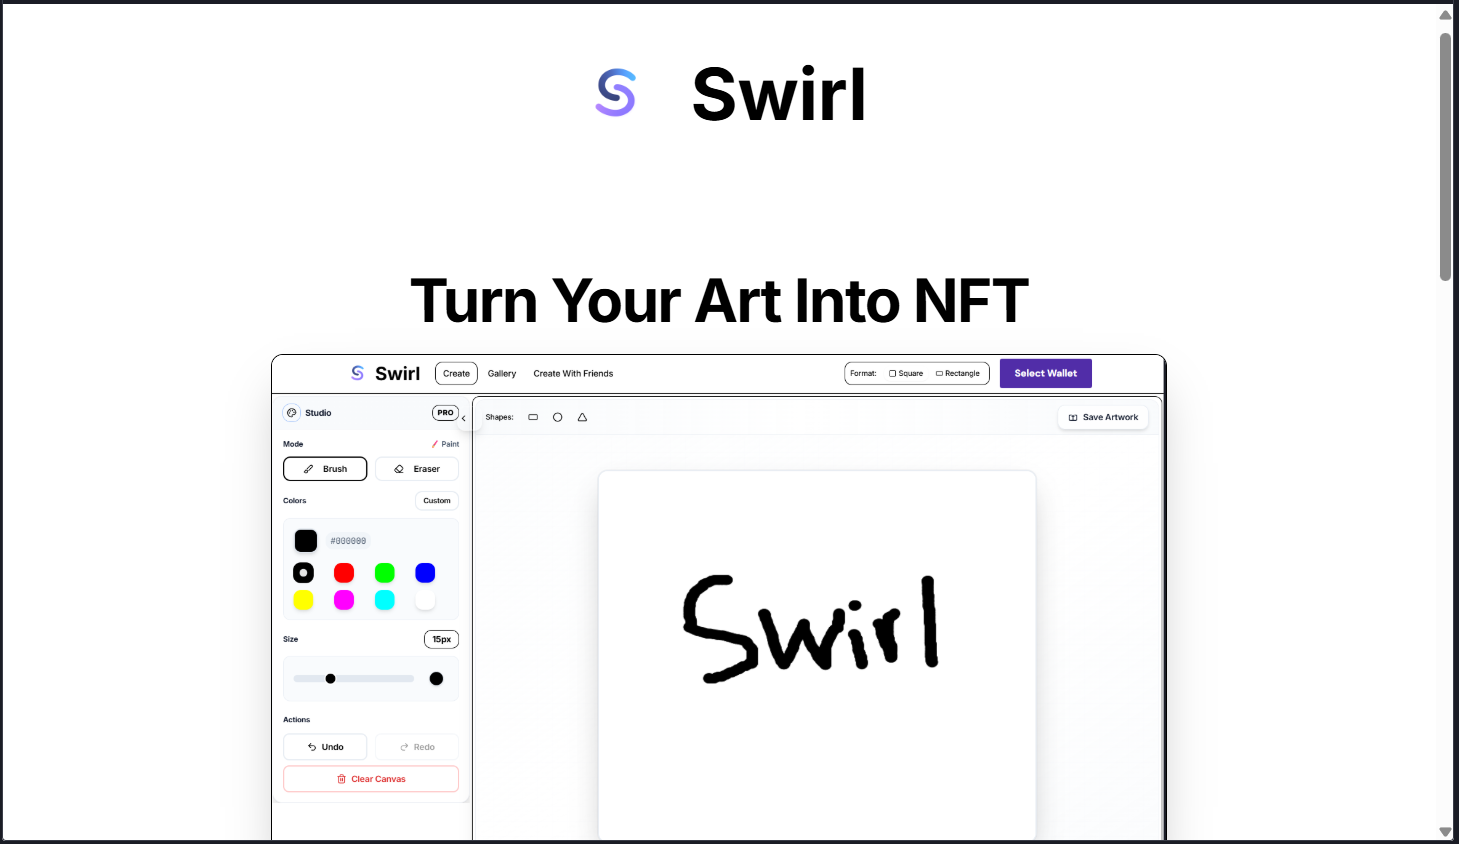 Swirl
Turn Your Art Into NFT
Swirl Create Gallery Create With Friends Format: Square Rectangle Select Wallet
Studio PRO
Shapes: Save Artwork
Mode Paint
Brush Eraser
Colors Custom
#000000
Swirl
Size 15px
Actions
Undo Redo
Clear Canvas